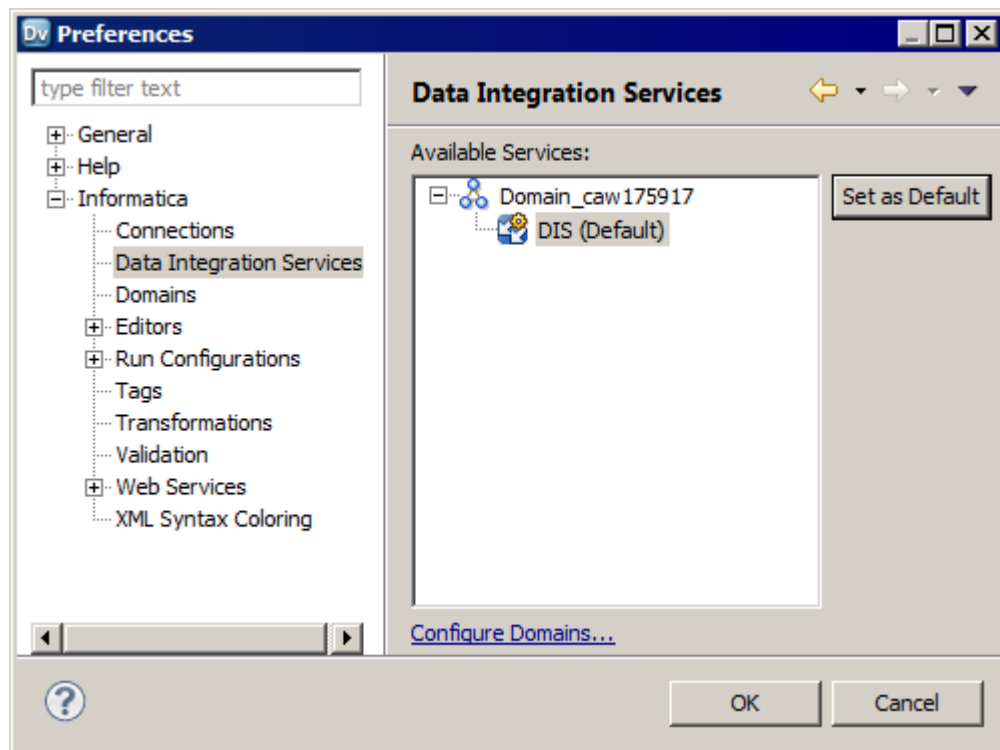 Dv Preferences
type filter text
General
Help
Informatica
Connections
Data Integration Services
Domains
Editors
Run Configurations
Tags
Transformations
Validation
Web Services
XML Syntax Coloring
Data Integration Services
Available Services:
Domain_caw175917
DIS (Default)
Set as Default
Configure Domains...
?
OK
Cancel